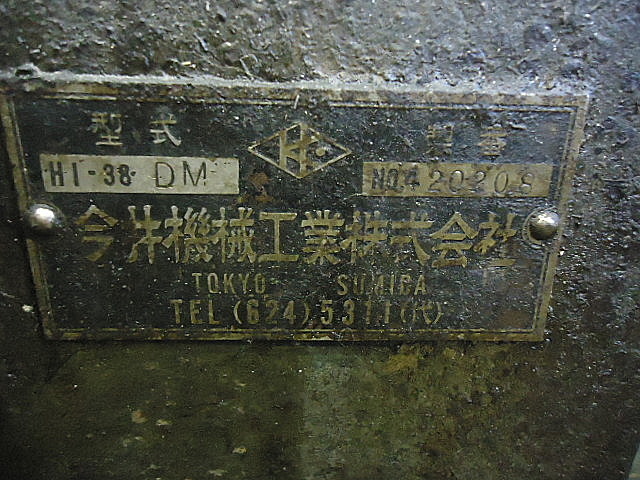 型式 製番
HI-38 DM NO.420208
今井機械工業株式会社
TOKYO SUMIDA
TEL (624) 5311 (代)